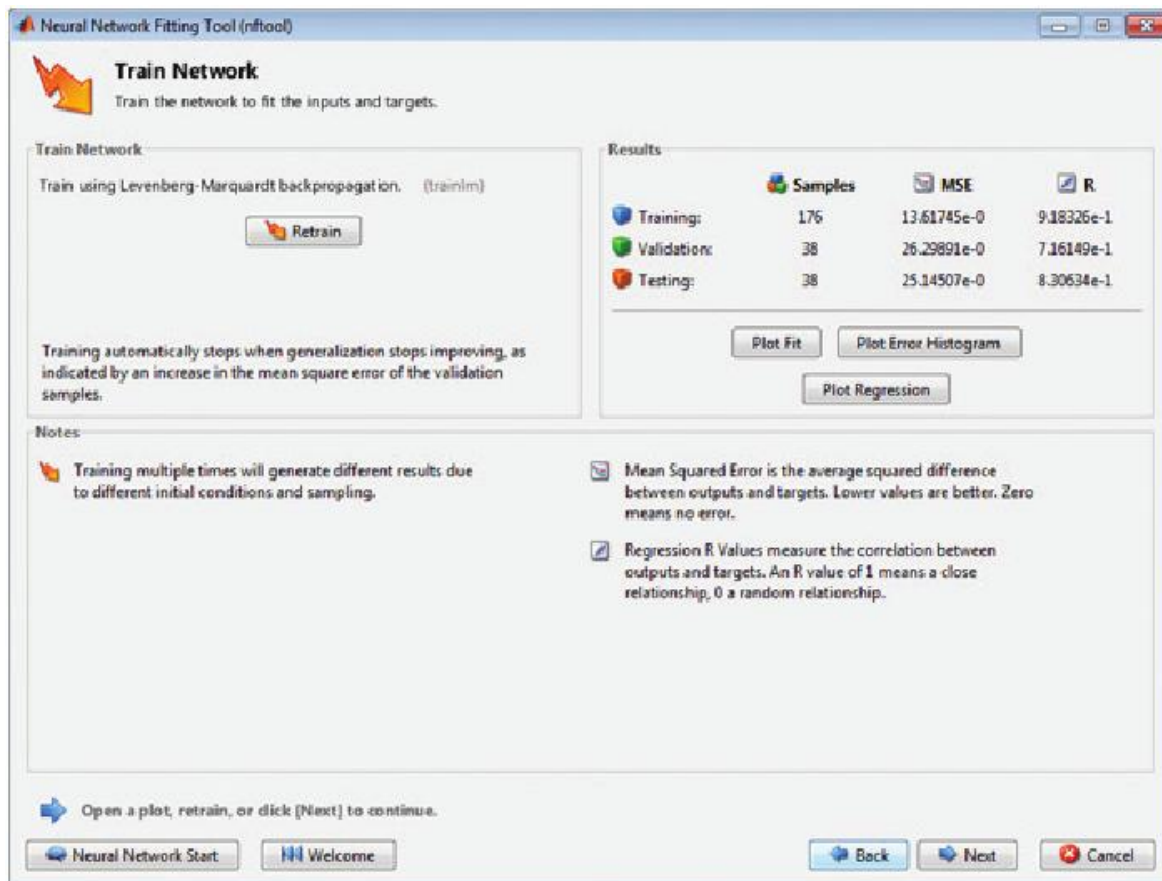 Neural Network Fitting Tool (nftool)
Train Network
Train the network to fit the inputs and targets.
Train Network
Train using Levenberg-Marquardt backpropagation. (trainlm)
Retrain
Training automatically stops when generalization stops improving, as
indicated by an increase in the mean square error of the validation
samples.
Results
Samples MSE R
Training: 176 13.61745e-0 9.18326e-1
Validation: 38 26.29891e-0 7.16149e-1
Testing: 38 25.14507e-0 8.30634e-1
Plot Fit Plot Error Histogram
Plot Regression
Notes
Training multiple times will generate different results due
to different initial conditions and sampling.
Mean Squared Error is the average squared difference
between outputs and targets. Lower values are better. Zero
means no error.
Regression R Values measure the correlation between
outputs and targets. An R value of 1 means a close
relationship, 0 a random relationship.
Open a plot, retrain, or click [Next] to continue.
Neural Network Start Welcome Back Next Cancel